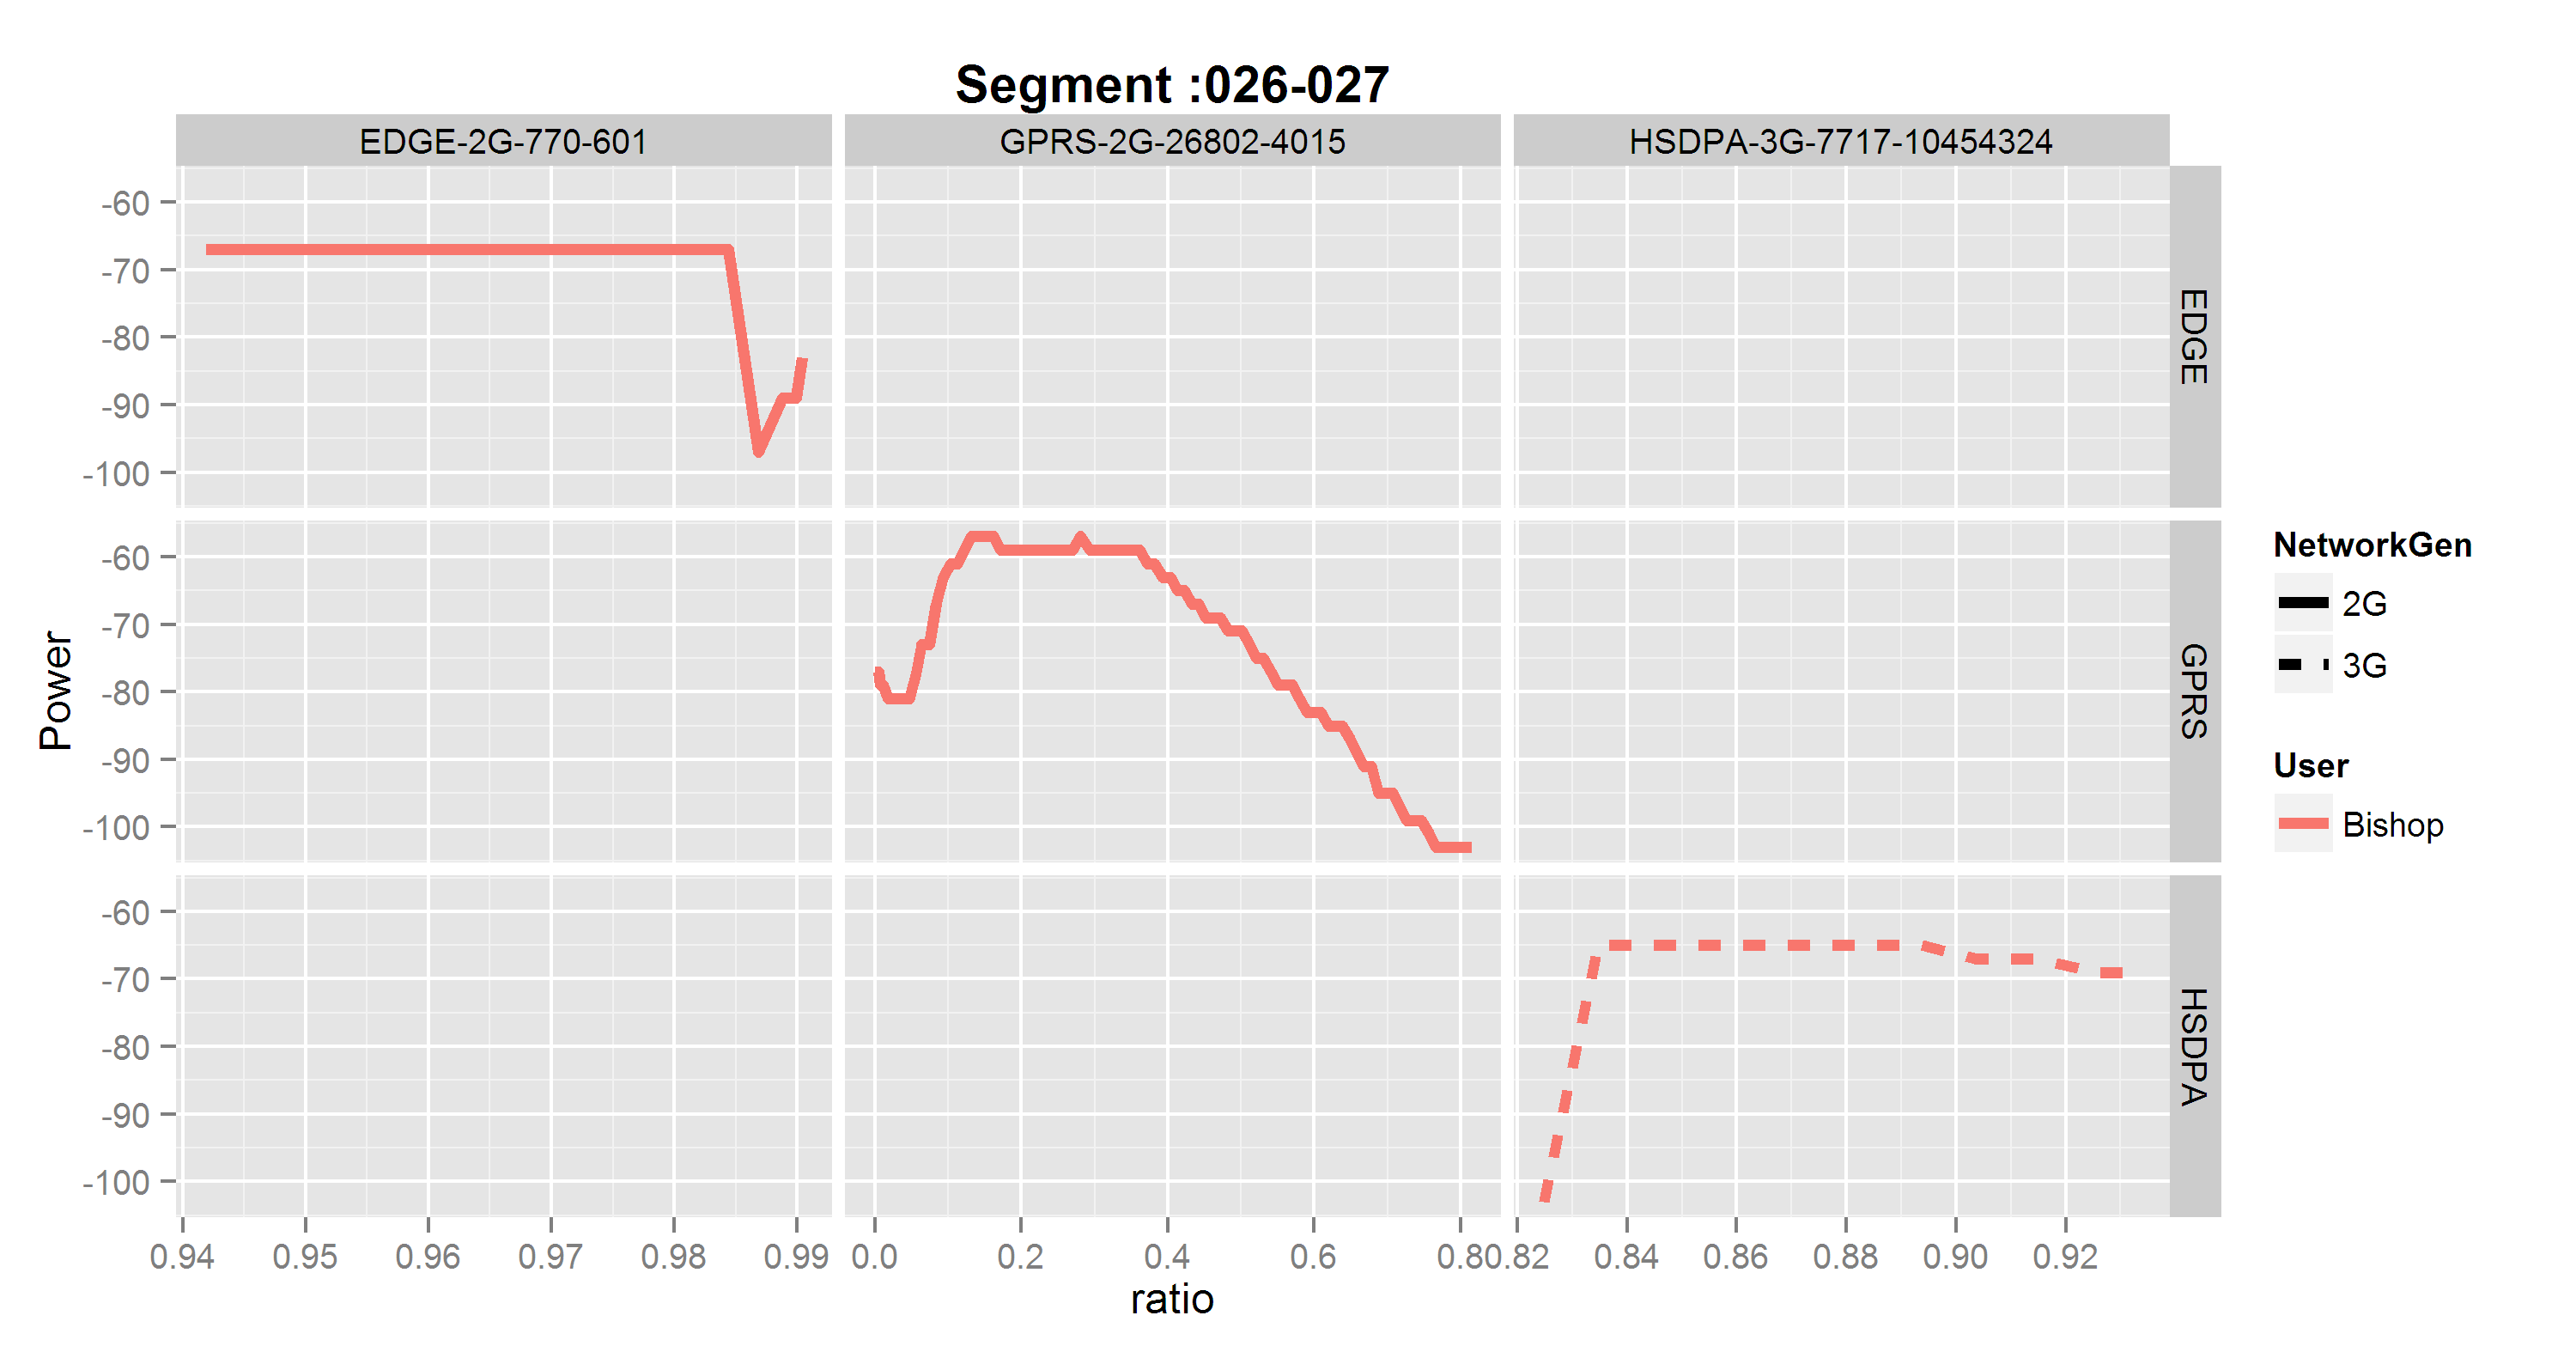 Segment :026-027
EDGE-2G-770-601
GPRS-2G-26802-4015
HSDPA-3G-7717-10454324
-60
-70
-80
-90
-100
EDGE
-60
-70
-80
-90
-100
GPRS
-60
-70
-80
-90
-100
HSDPA
Power
0.94 0.95 0.96 0.97 0.98 0.99 0.0 0.2 0.4 0.6 0.8 0.82 0.84 0.86 0.88 0.90 0.92
ratio
NetworkGen
2G
3G
User
Bishop